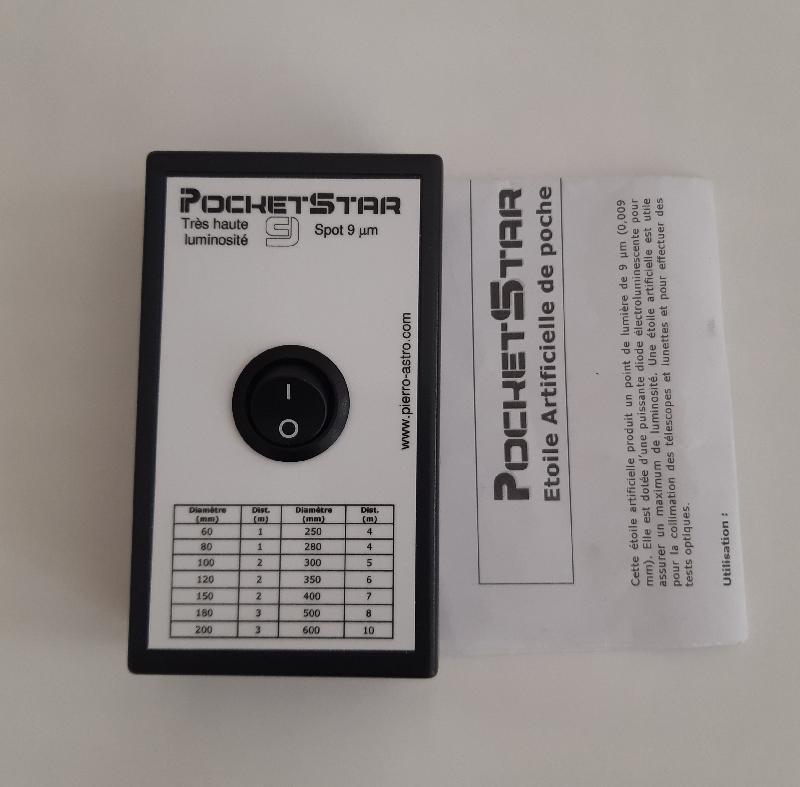 POCKETSTAR
Très haute
luminosité
9
Spot 9 µm
www.pierro-astro.com
I
O
Diamètre (mm) Dist. (m) Diamètre (mm) Dist. (m)
60 1 250 4
80 1 280 4
100 2 300 5
120 2 350 6
150 2 400 7
180 3 500 8
200 3 600 10
POCKETSTAR
Etoile Artificielle de poche
Cette étoile artificielle produit un point de lumière de 9 µm (0,009
mm). Elle est dotée d'une puissante diode électroluminescente pour
assurer un maximum de luminosité. Une étoile artificielle est utile
pour la collimation des télescopes et lunettes et pour effectuer des
tests optiques.
Utilisation :